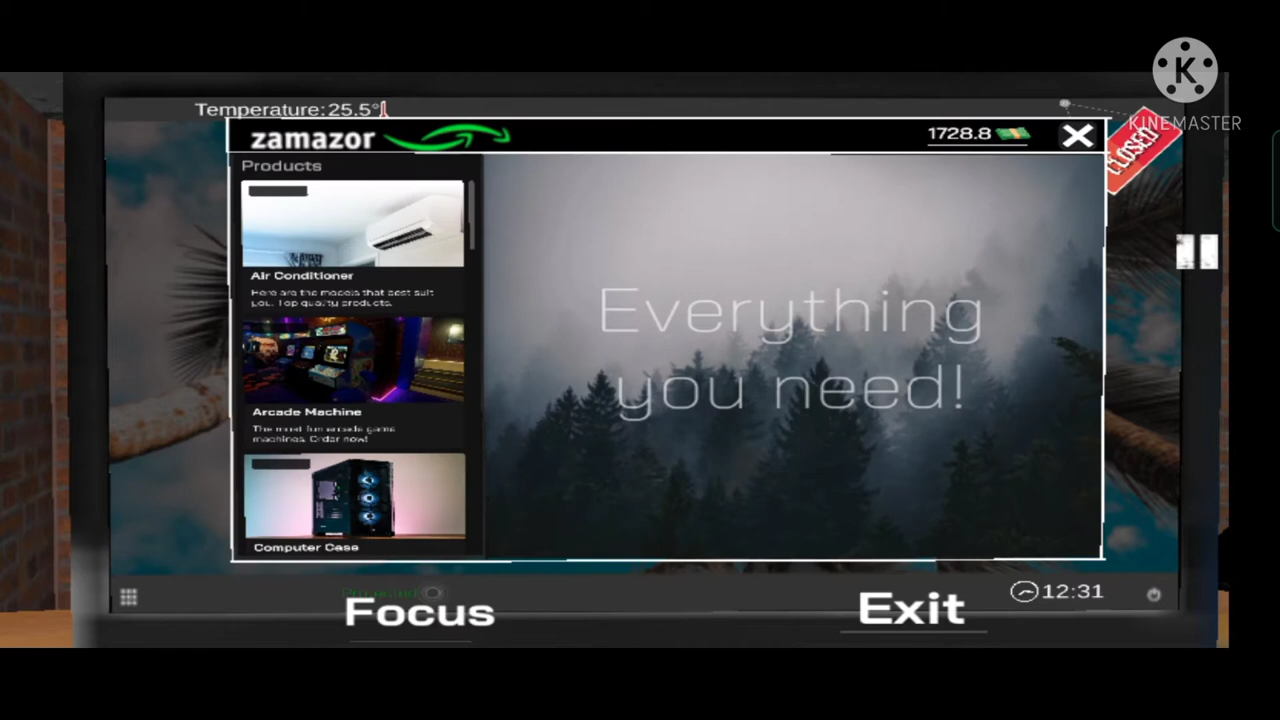 K
KINEMASTER
Temperature: 25.5°
zamazor
1728.8
CLOSED
Products
Air Conditioner
Here are the models that best suit
you. Top quality products.
Everything
you need!
Arcade Machine
The most fun arcade game
machines. Order now!
Computer Case
Protected
Focus
Exit
12:31